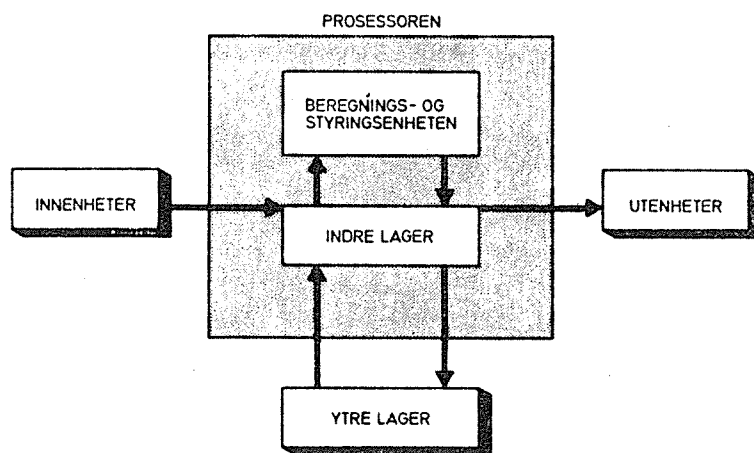 PROSESSOREN
BEREGNINGS- OG
STYRINGSENHETEN
INNENHETER
INDRE LAGER
UTENHETER
YTRE LAGER